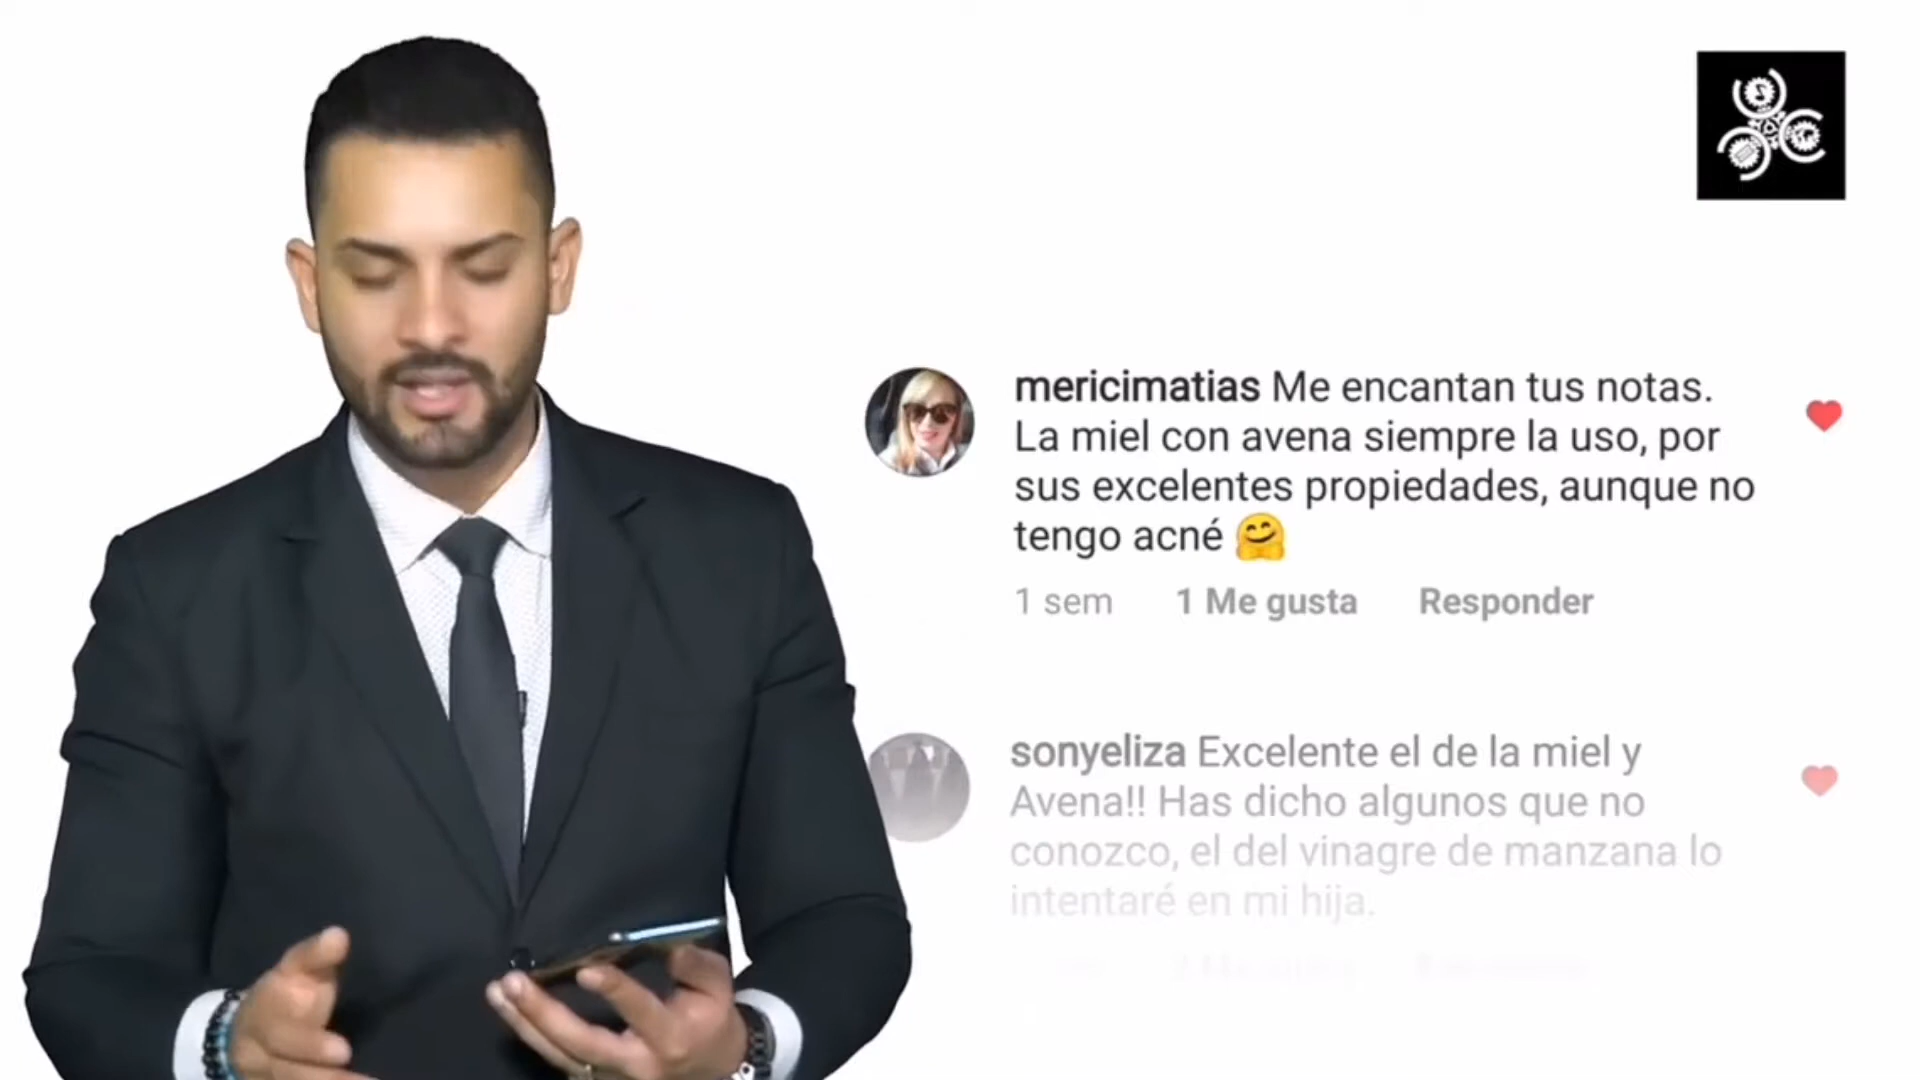 mericimatias Me encantan tus notas.
La miel con avena siempre la uso, por
sus excelentes propiedades, aunque no
tengo acné 🤗
1 sem 1 Me gusta Responder
sonyeliza Excelente el de la miel y
Avena!! Has dicho algunos que no
conozco, el del vinagre de manzana lo
intentaré en mi hija.